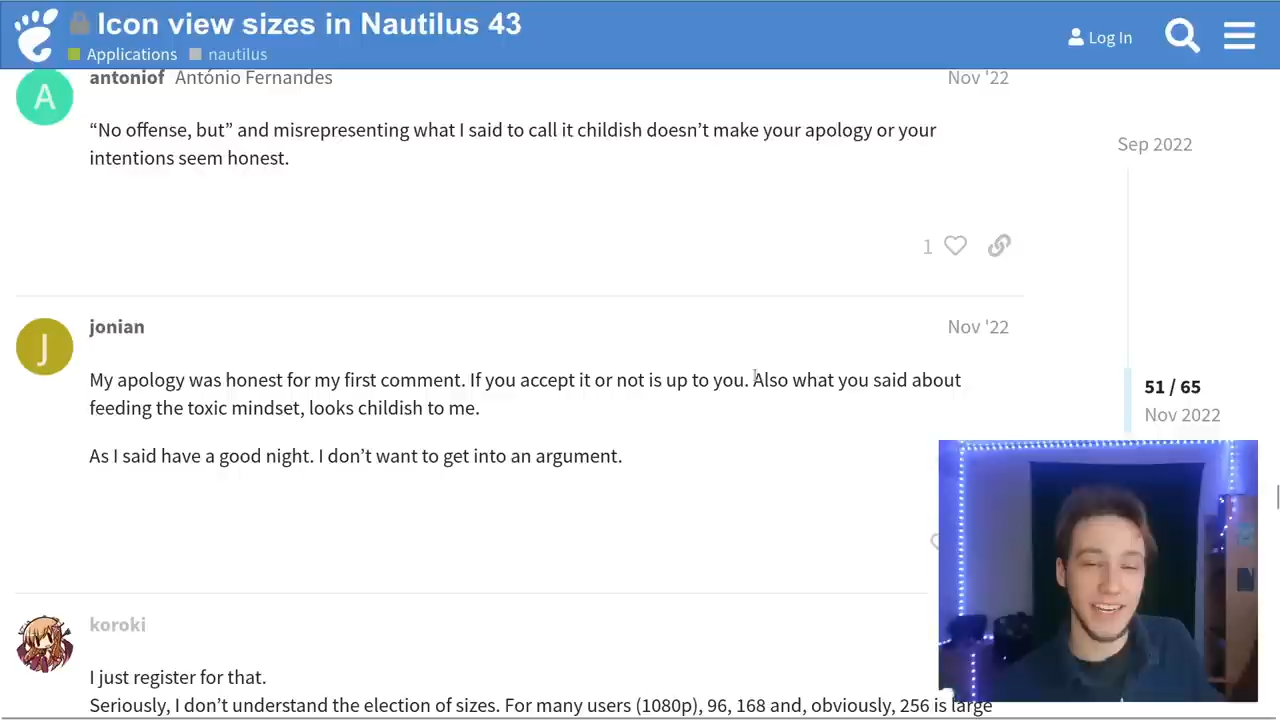 Icon view sizes in Nautilus 43
Applications nautilus
Log In
antoniof António Fernandes Nov '22
A
“No offense, but” and misrepresenting what I said to call it childish doesn’t make your apology or your
intentions seem honest.
Sep 2022
1
jonian Nov '22
J
My apology was honest for my first comment. If you accept it or not is up to you. Also what you said about
feeding the toxic mindset, looks childish to me.
51 / 65
Nov 2022
As I said have a good night. I don’t want to get into an argument.
koroki
I just register for that.
Seriously, I don’t understand the election of sizes. For many users (1080p), 96, 168 and, obviously, 256 is large